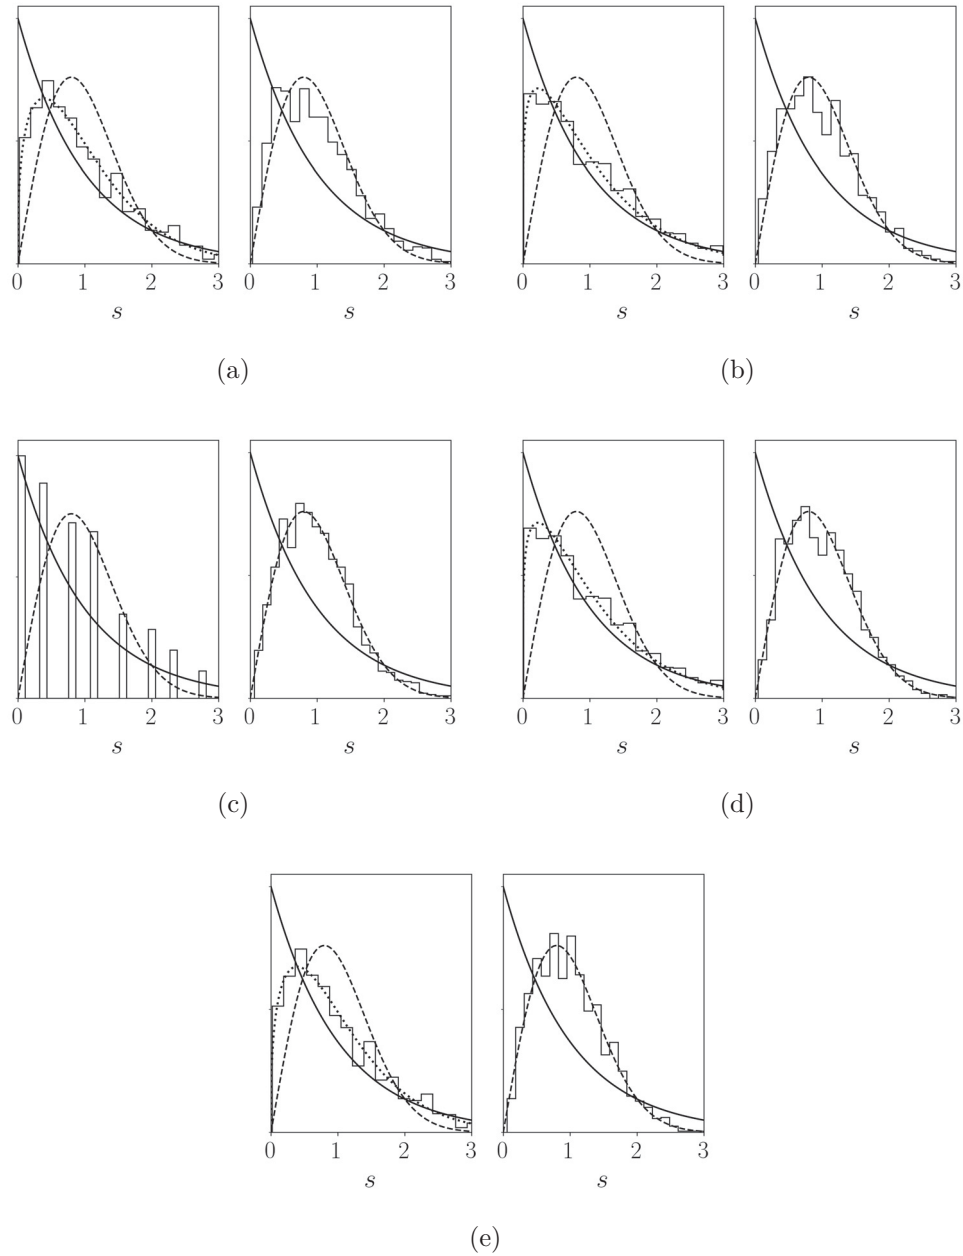 0 1 2 3 0 1 2 3 0 1 2 3 0 1 2 3
s s s s
(a) (b)
0 1 2 3 0 1 2 3 0 1 2 3 0 1 2 3
s s s s
(c) (d)
0 1 2 3 0 1 2 3
s s
(e)